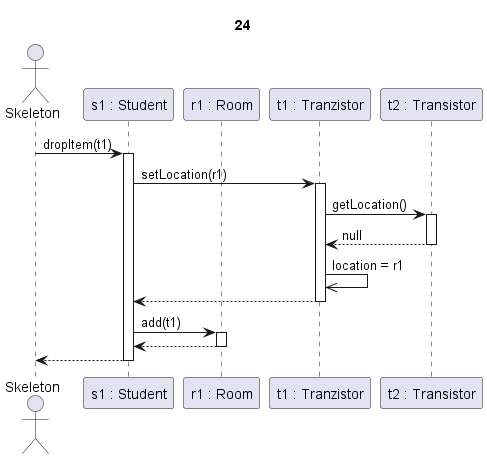 24
Skeleton
s1 : Student
r1 : Room
t1 : Tranzistor
t2 : Transistor
dropItem(t1)
setLocation(r1)
getLocation()
null
location = r1
add(t1)
Skeleton
s1 : Student
r1 : Room
t1 : Tranzistor
t2 : Transistor